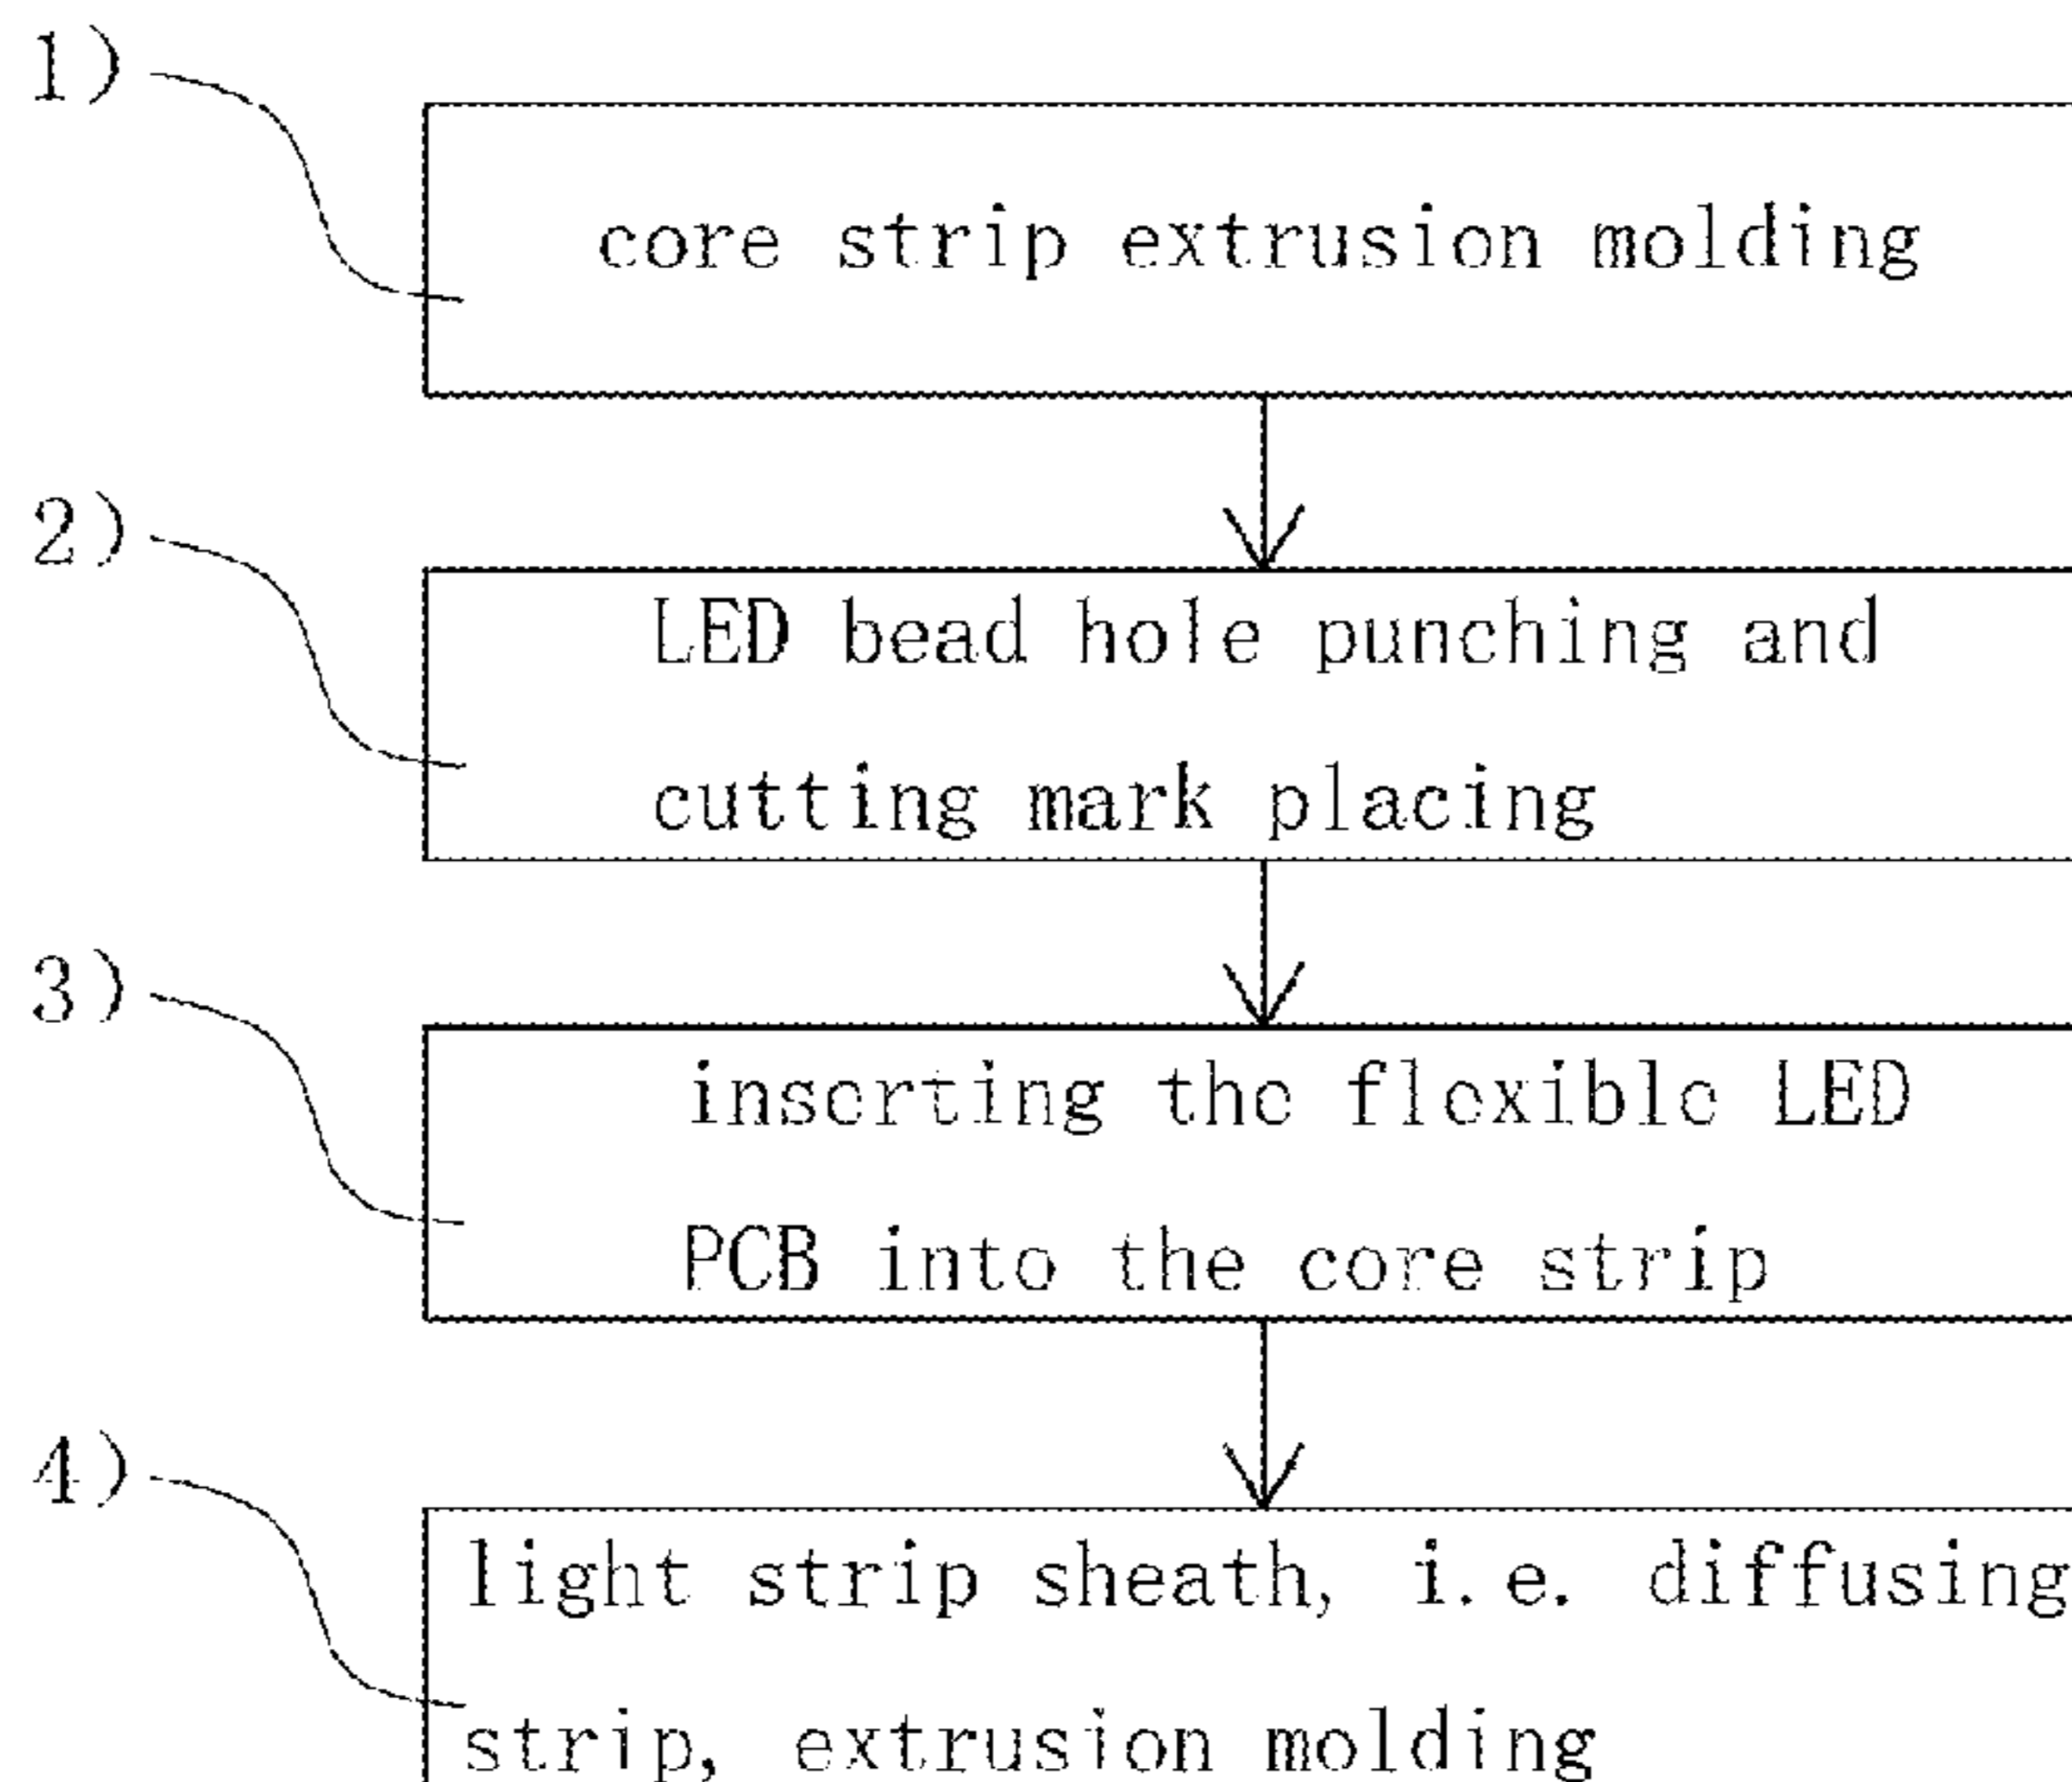 1)
core strip extrusion molding
2)
LED bead hole punching and
cutting mark placing
3)
inserting the flexible LED
PCB into the core strip
4)
light strip sheath, i.e. diffusing
strip, extrusion molding